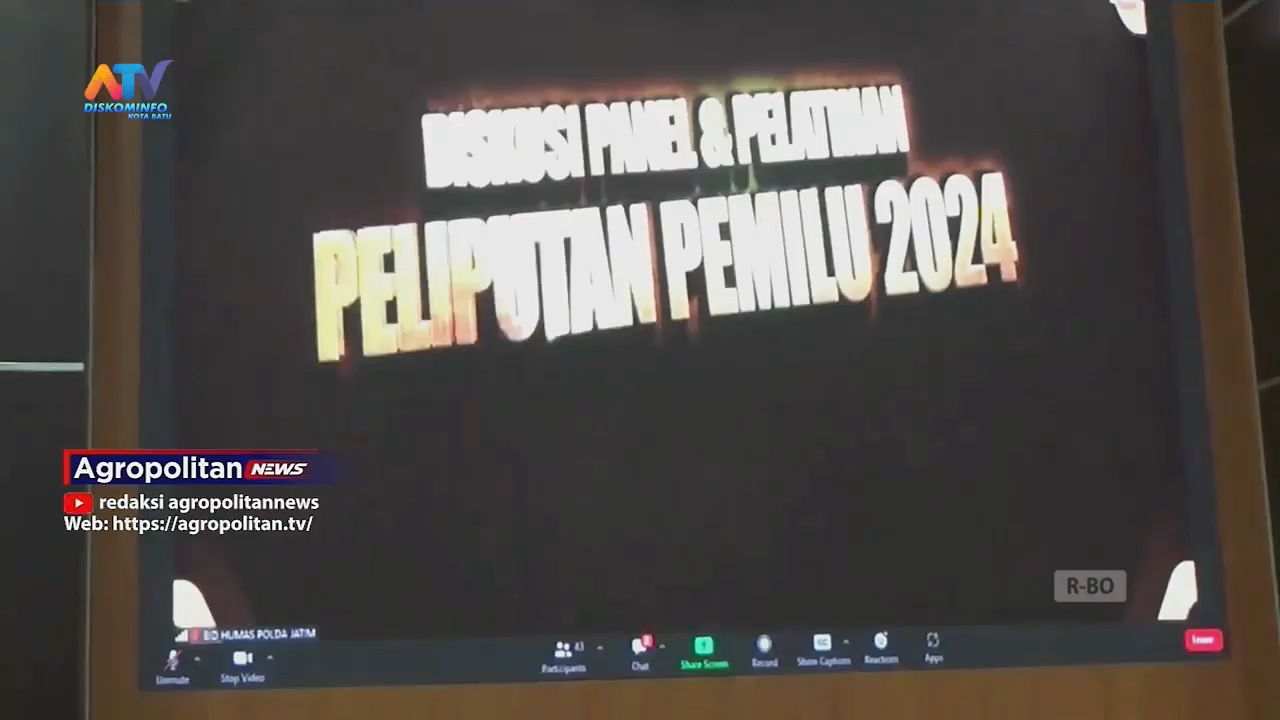 ATV
DISKOMINFO
KOTA BATU
DISKUSI PANEL & PELATIHAN
PELIPUTAN PEMILU 2024
Agropolitan NEWS
redaksi agropolitannews
Web: https://agropolitan.tv/
R-BO
BID HUMAS POLDA JATIM
Unmute
Stop Video
Participants
43
Chat
Share Screen
Record
Show Captions
Reactions
Apps
Leave